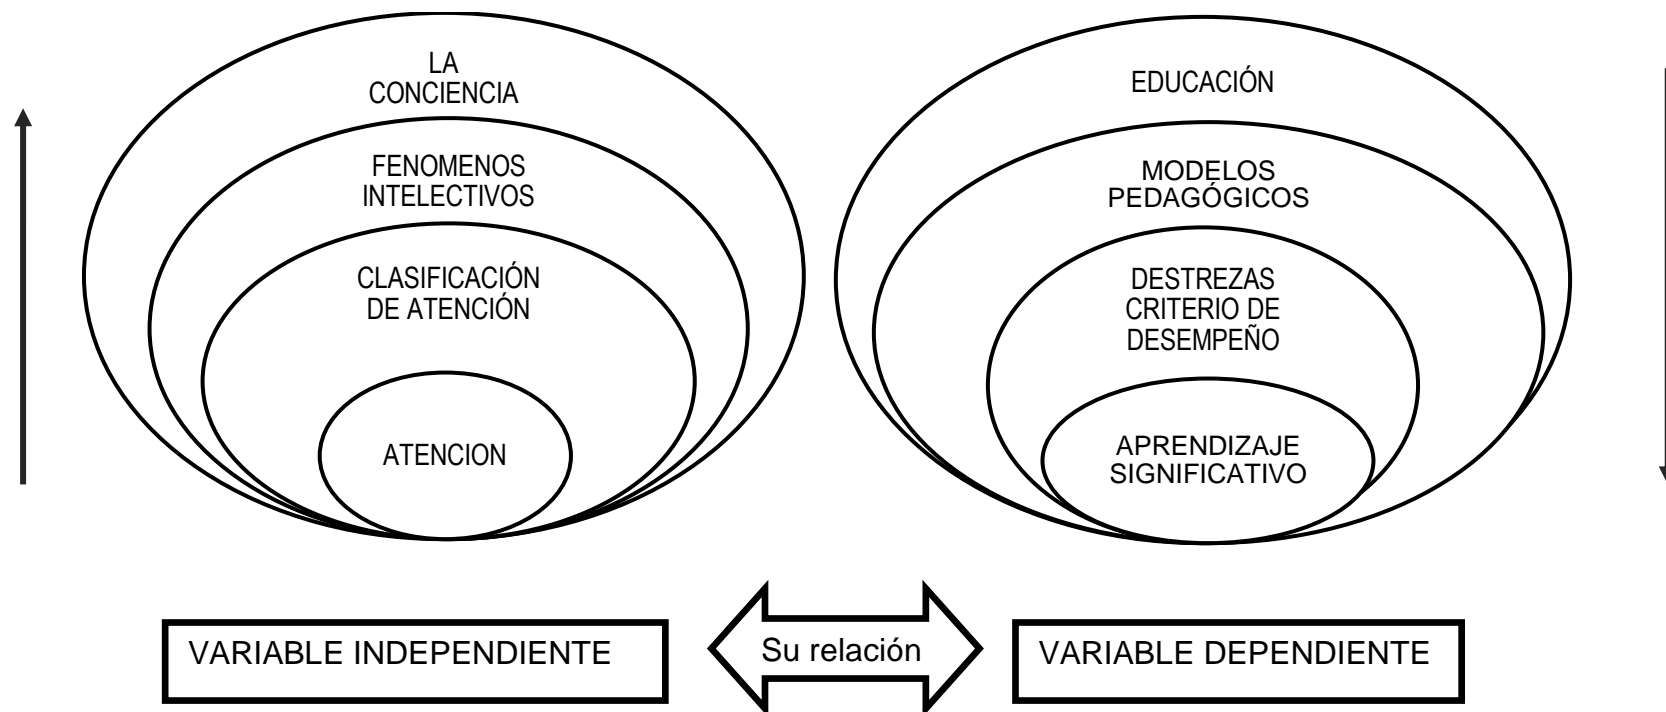 LA
CONCIENCIA
FENOMENOS
INTELECTIVOS
CLASIFICACIÓN
DE ATENCIÓN
ATENCION
EDUCACIÓN
MODELOS
PEDAGÓGICOS
DESTREZAS
CRITERIO DE
DESEMPEÑO
APRENDIZAJE
SIGNIFICATIVO
VARIABLE INDEPENDIENTE
Su relación
VARIABLE DEPENDIENTE